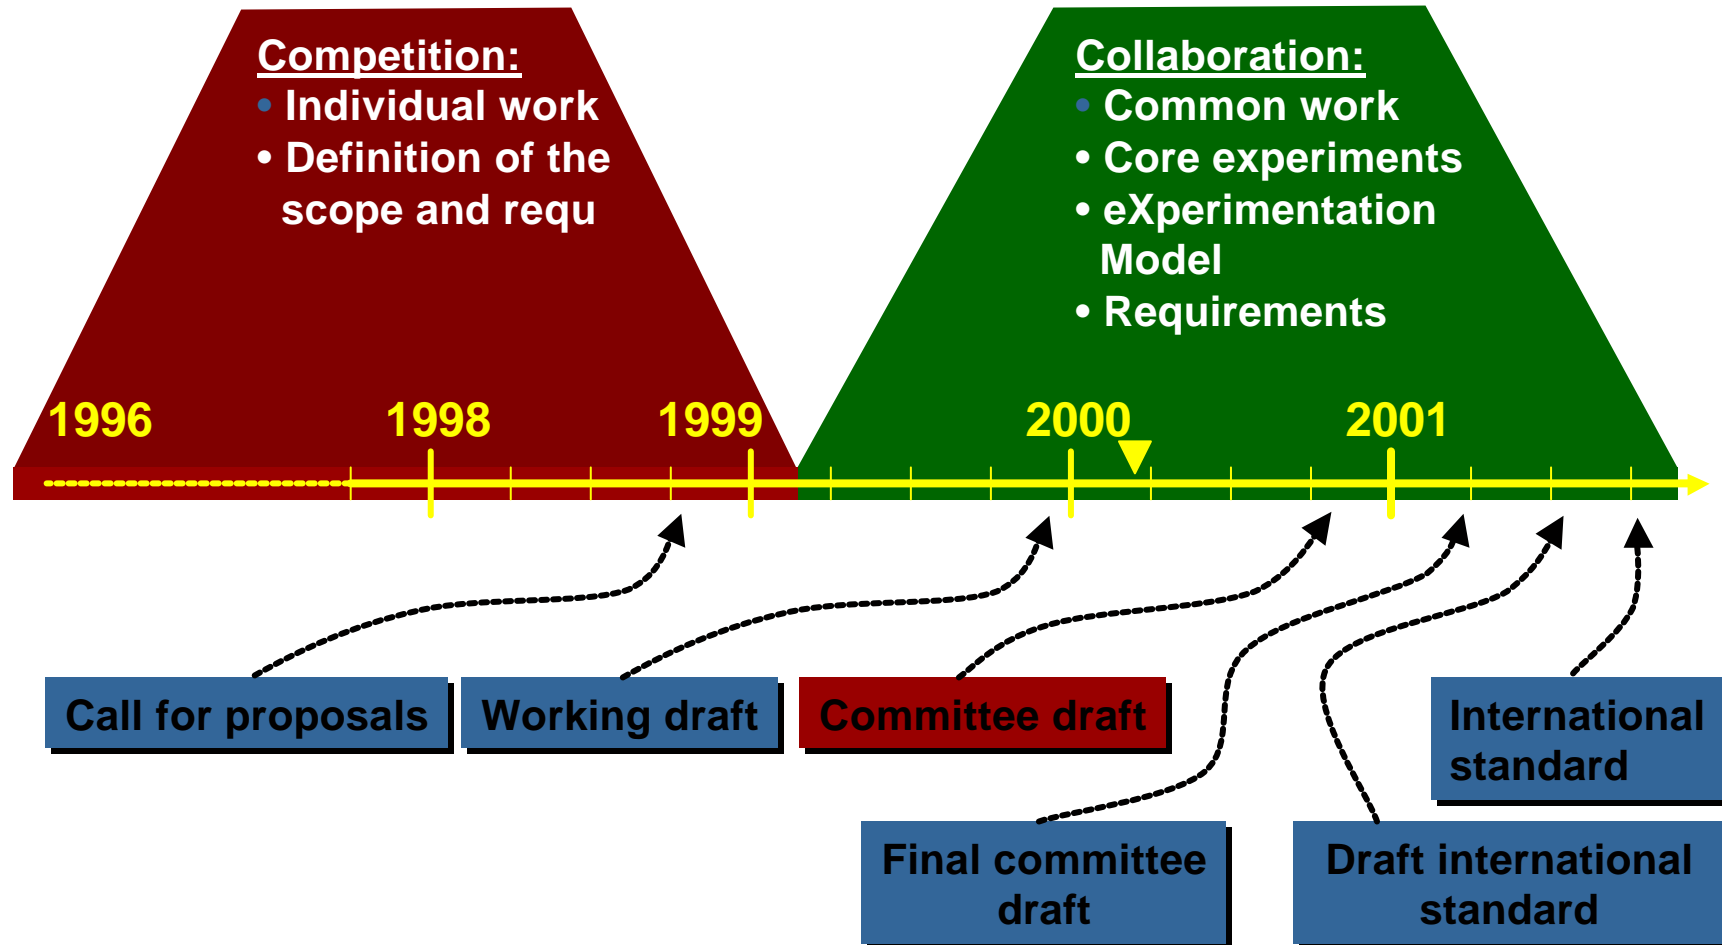 Competition:
• Individual work
• Definition of the
scope and requ
Collaboration:
• Common work
• Core experiments
• eXperimentation
Model
• Requirements
1996
1998
1999
2000
2001
Call for proposals
Working draft
Committee draft
International
standard
Final committee
draft
Draft international
standard